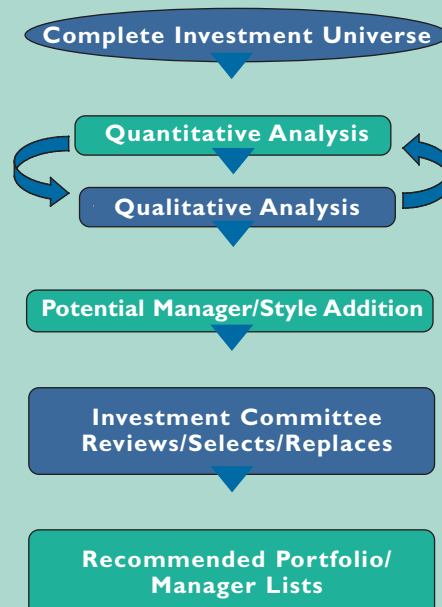 Complete Investment Universe
Quantitative Analysis
Qualitative Analysis
Potential Manager/Style Addition
Investment Committee
Reviews/Selects/Replaces
Recommended Portfolio/
Manager Lists